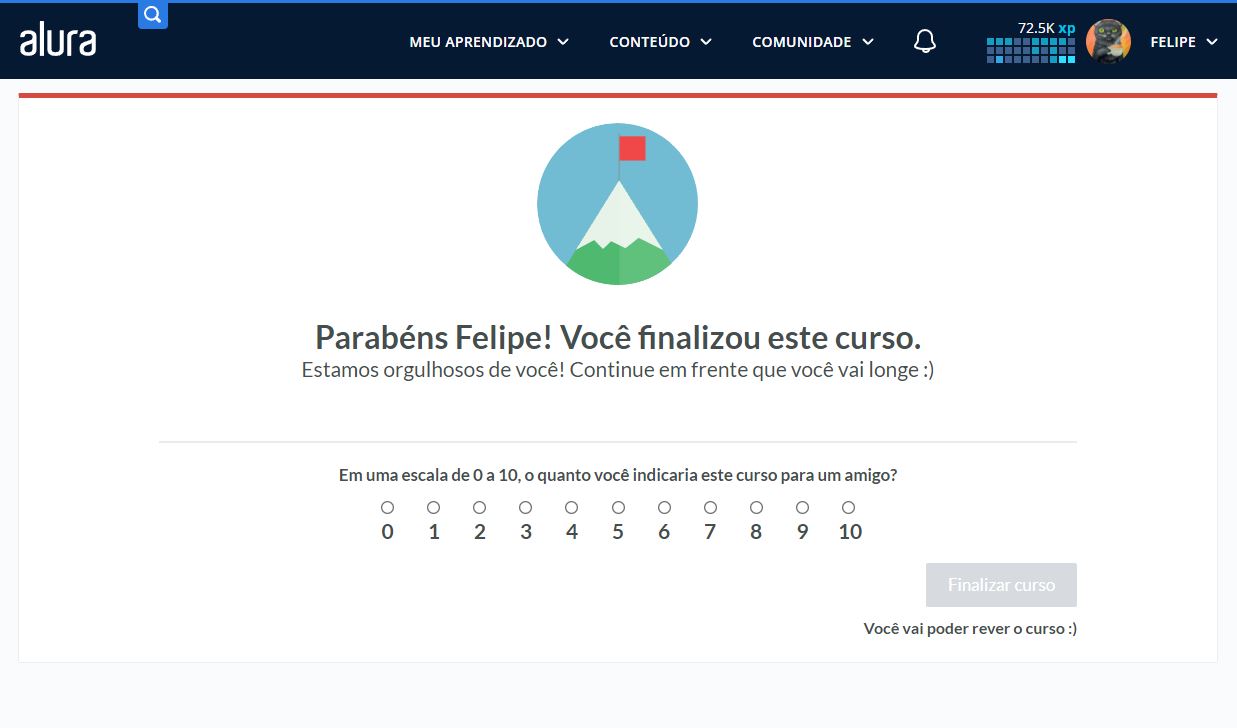 alura
MEU APRENDIZADO
CONTEÚDO
COMUNIDADE
72.5K xp
FELIPE
Parabéns Felipe! Você finalizou este curso.
Estamos orgulhosos de você! Continue em frente que você vai longe :)
Em uma escala de 0 a 10, o quanto você indicaria este curso para um amigo?
0 1 2 3 4 5 6 7 8 9 10
Finalizar curso
Você vai poder rever o curso :)